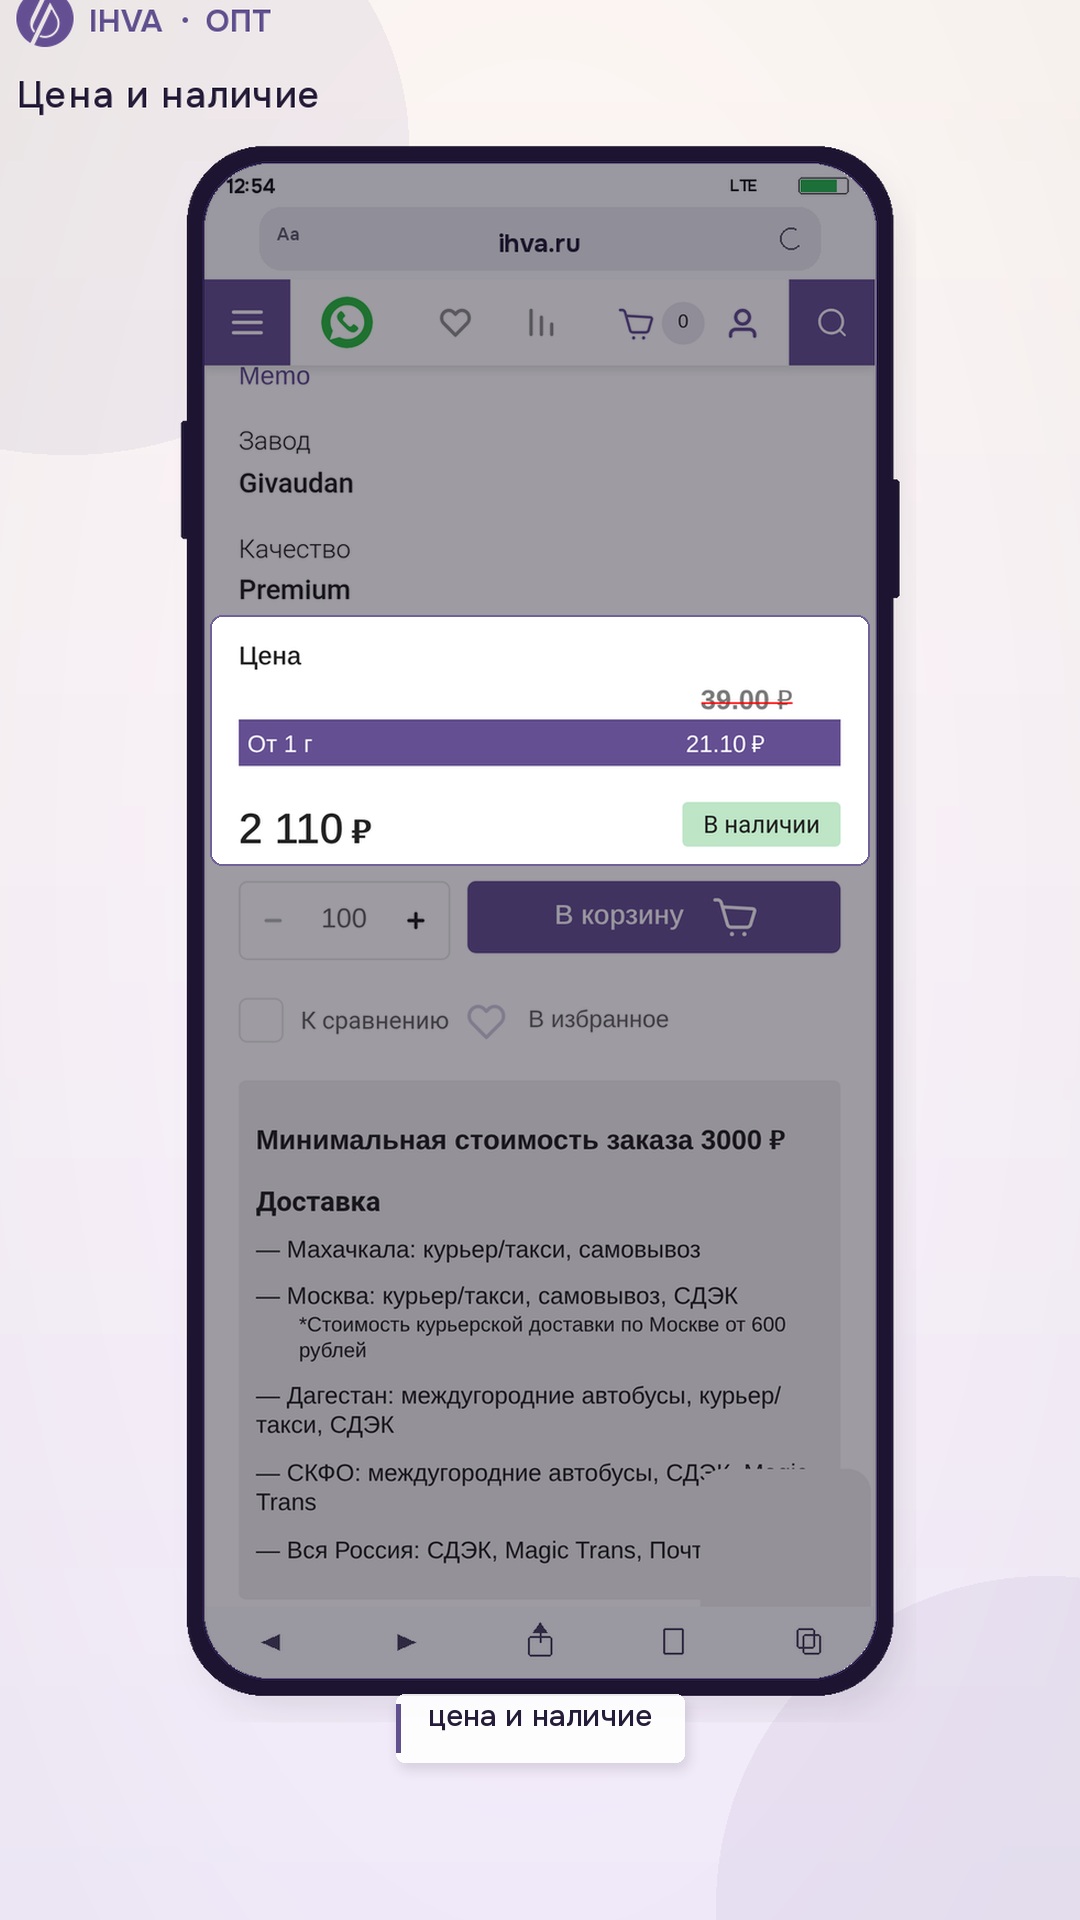 IHVA · ОПТ
Цена и наличие
12:54
LTE
Aa
ihva.ru
0
Memo
Завод
Givaudan
Качество
Premium
Цена
39.00 ₽
От 1 г 21.10 ₽
2 110 ₽
В наличии
100
В корзину
К сравнению
В избранное
Минимальная стоимость заказа 3000 ₽
Доставка
— Махачкала: курьер/такси, самовывоз
— Москва: курьер/такси, самовывоз, СДЭК
*Стоимость курьерской доставки по Москве от 600
рублей
— Дагестан: междугородние автобусы, курьер/
такси, СДЭК
— СКФО: междугородние автобусы, СДЭК, Magic
Trans
— Вся Россия: СДЭК, Magic Trans, Почт
цена и наличие